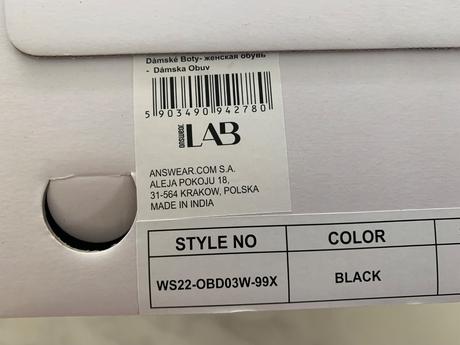 Dámské Boty- женская обувь
- Dámska Obuv
5 903490 942780
answear.
LAB
ANSWEAR.COM S.A.
ALEJA POKOJU 18,
31-564 KRAKOW, POLSKA
MADE IN INDIA
STYLE NO COLOR
WS22-OBD03W-99X BLACK